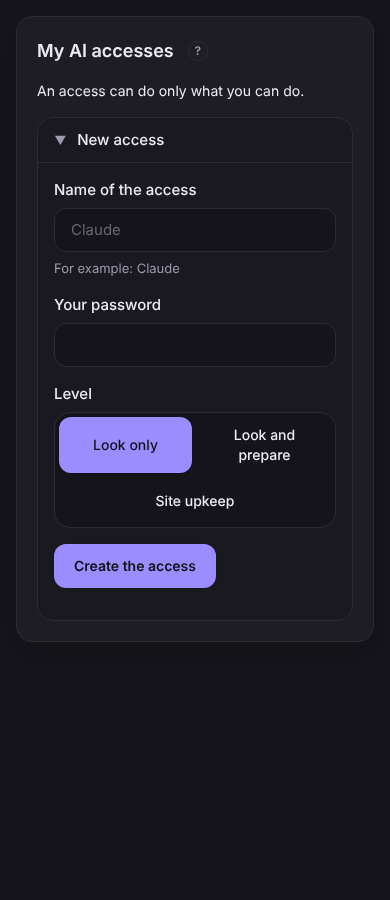 My AI accesses ?
An access can do only what you can do.
▼ New access
Name of the access
Claude
For example: Claude
Your password
Level
Look only
Look and
prepare
Site upkeep
Create the access